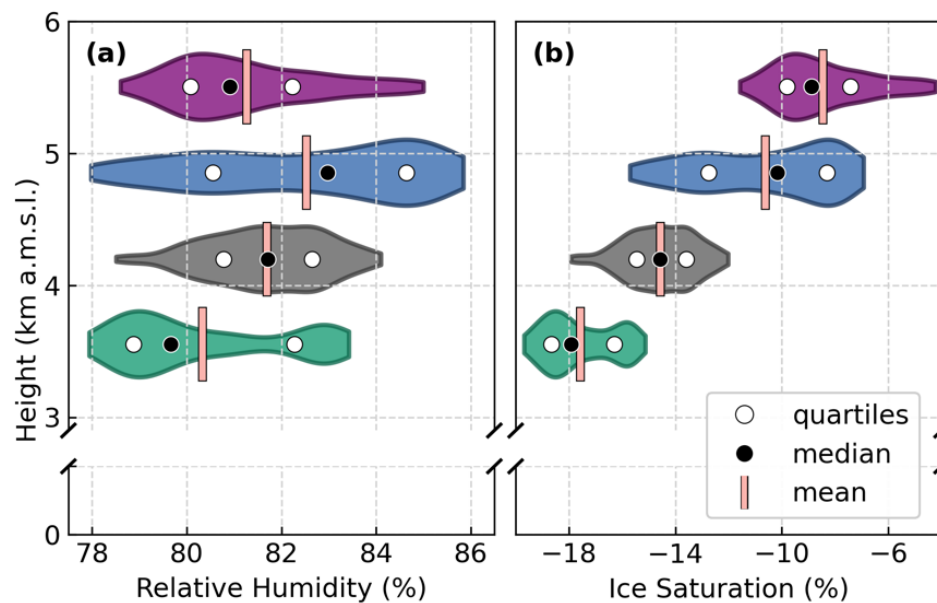 (a)
(b)
6
5
4
3
0
Height (km a.m.s.l.)
78 80 82 84 86
Relative Humidity (%)
−18 −14 −10 −6
Ice Saturation (%)
quartiles
median
mean